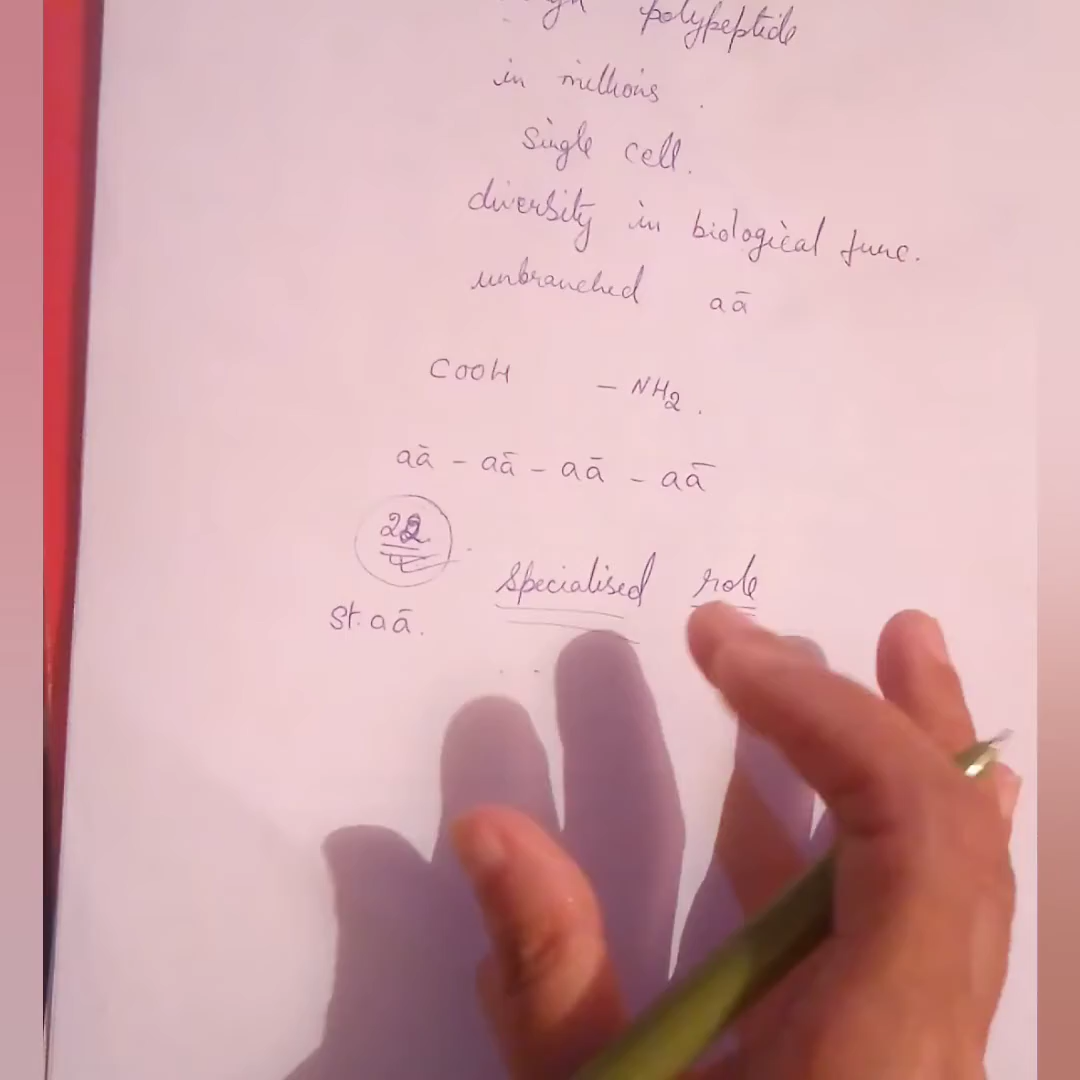 polypeptide
in millions.
single cell.
diversity in biological func.
unbranched aā
COOH – NH2.
aā – aā – aā – aā
22
specialised role
st. aā.